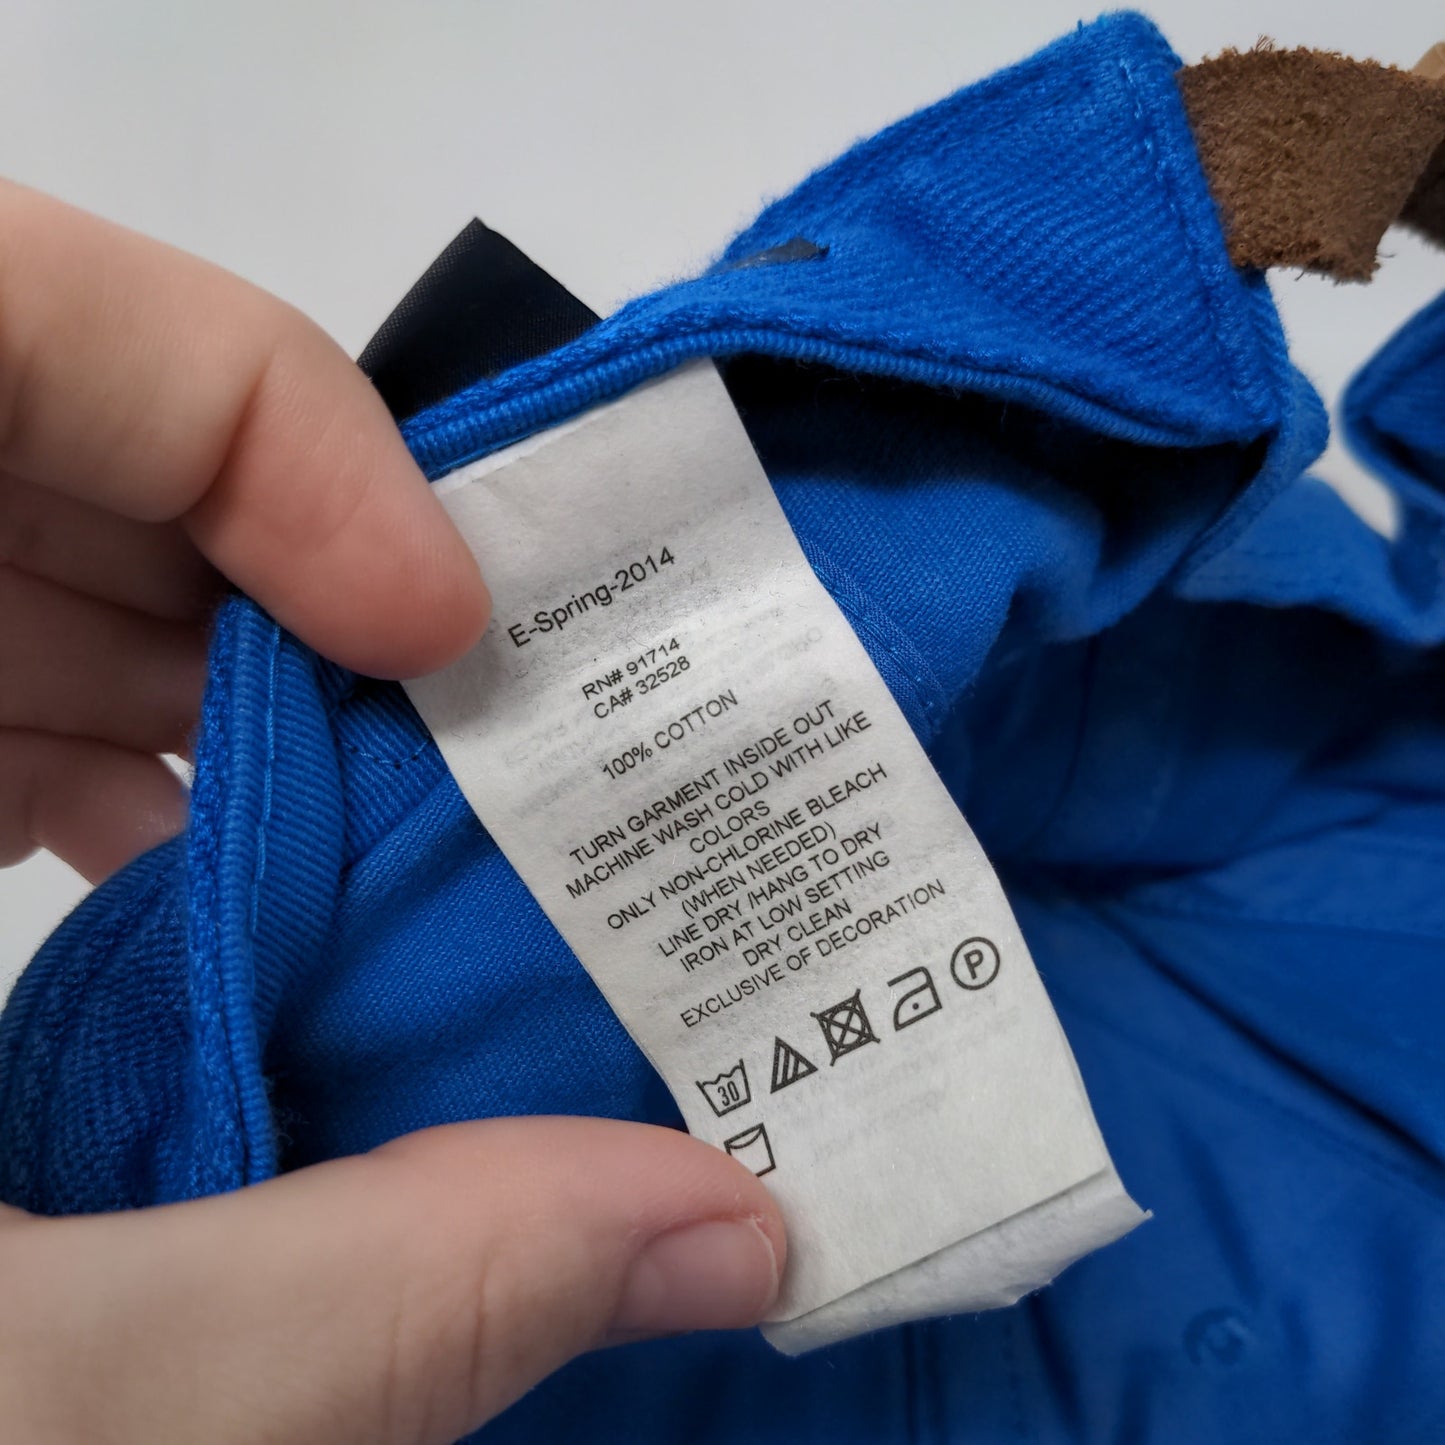 E-Spring-2014
RN# 91714
CA# 32528
100% COTTON
TURN GARMENT INSIDE OUT
MACHINE WASH COLD WITH LIKE
COLORS
ONLY NON-CHLORINE BLEACH
(WHEN NEEDED)
LINE DRY /HANG TO DRY
IRON AT LOW SETTING
DRY CLEAN
EXCLUSIVE OF DECORATION
30
P